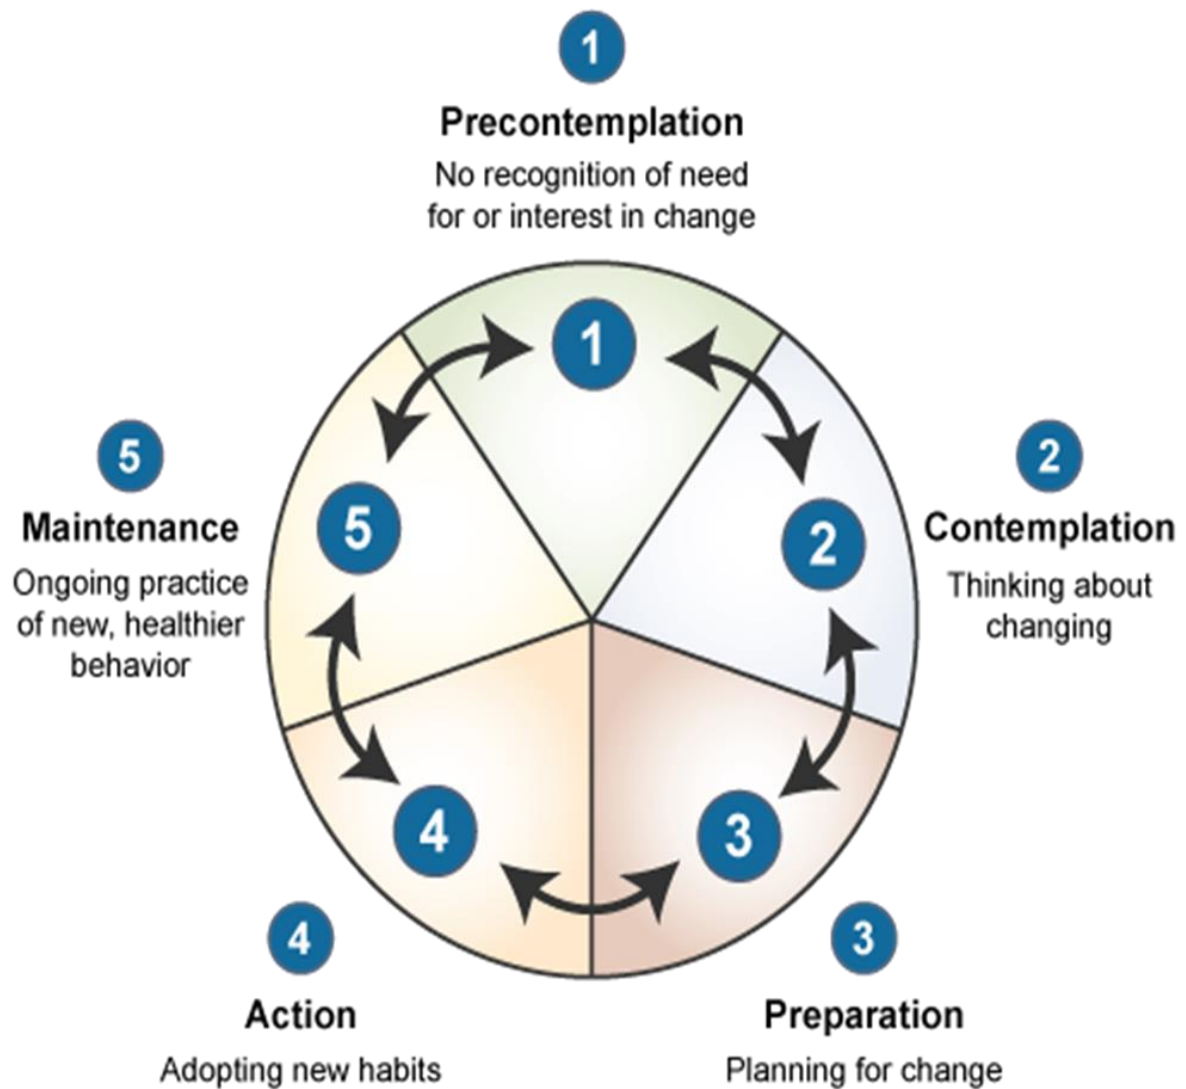 1
Precontemplation
No recognition of need
for or interest in change
1
5
Maintenance
Ongoing practice
of new, healthier
behavior
5
2
2
Contemplation
Thinking about
changing
4
3
4
Action
Adopting new habits
3
Preparation
Planning for change